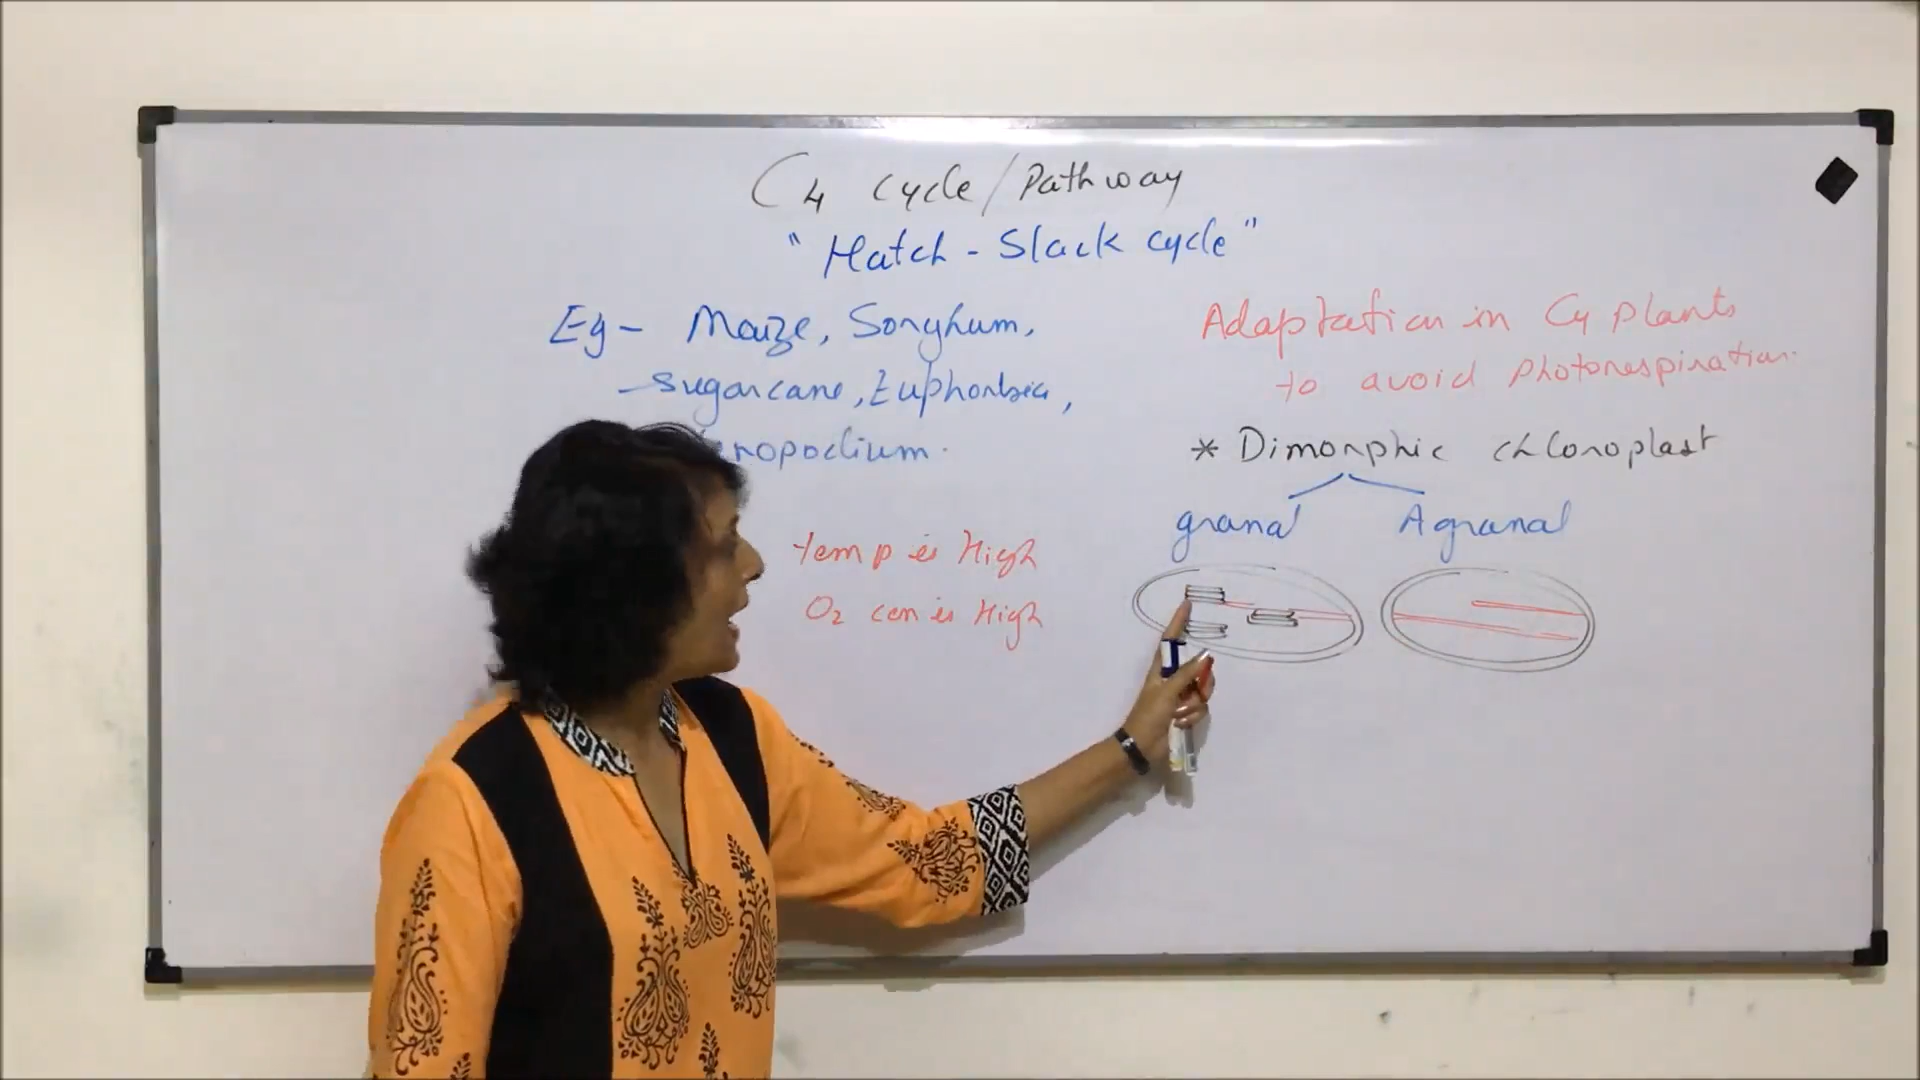 C4 cycle/Pathway
"Hatch-Slack cycle"
Eg- Maize, Sorghum,
-Sugarcane, Euphorbia,
Adaptation in C4 Plants
to avoid photorespiration.
* Dimorphic chloroplast
granal Agranal
temp is High
O2 con is High